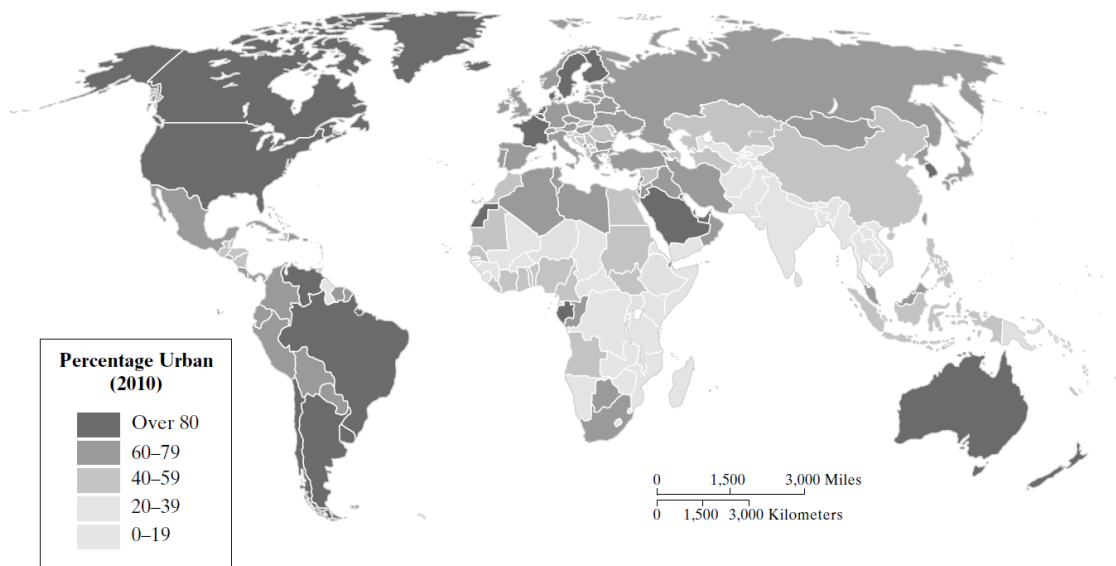 Percentage Urban
(2010)
Over 80
60–79
40–59
20–39
0–19
0 1,500 3,000 Miles
0 1,500 3,000 Kilometers